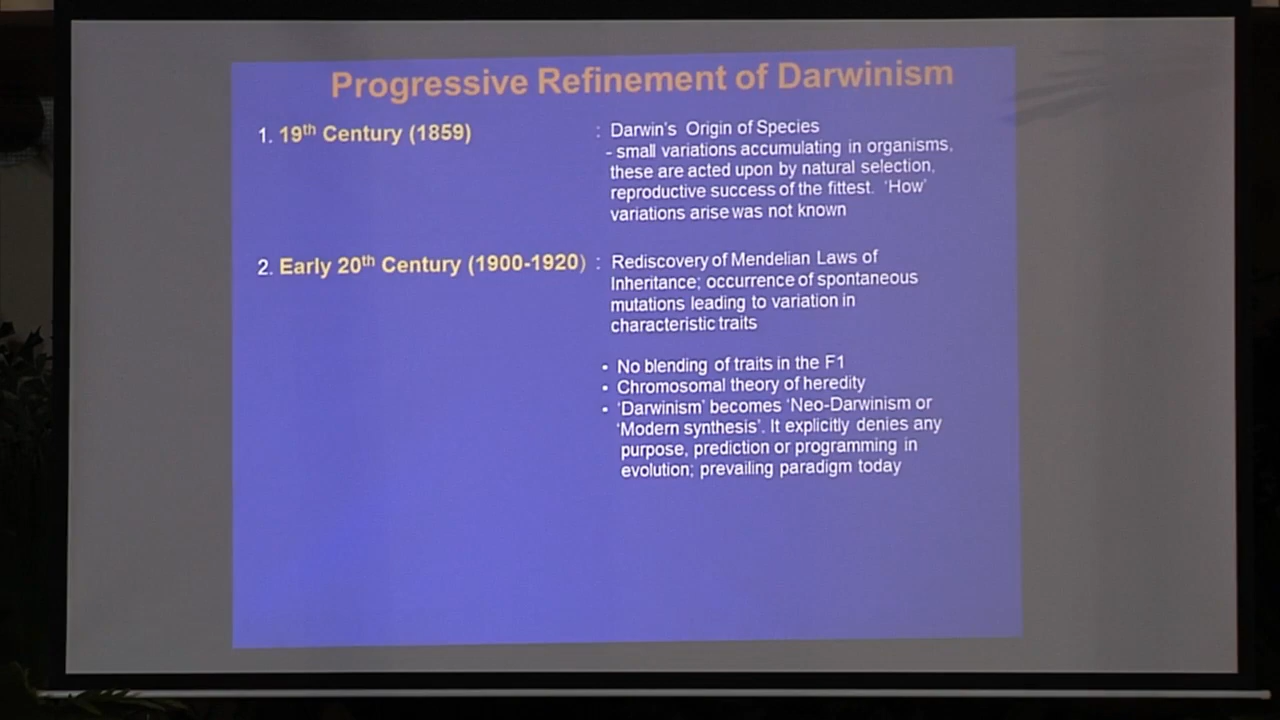 Progressive Refinement of Darwinism
1. 19th Century (1859) : Darwin's Origin of Species
- small variations accumulating in organisms,
these are acted upon by natural selection,
reproductive success of the fittest. 'How'
variations arise was not known
2. Early 20th Century (1900-1920) : Rediscovery of Mendelian Laws of
Inheritance; occurrence of spontaneous
mutations leading to variation in
characteristic traits
• No blending of traits in the F1
• Chromosomal theory of heredity
• 'Darwinism' becomes 'Neo-Darwinism or
'Modern synthesis'. It explicitly denies any
purpose, prediction or programming in
evolution; prevailing paradigm today